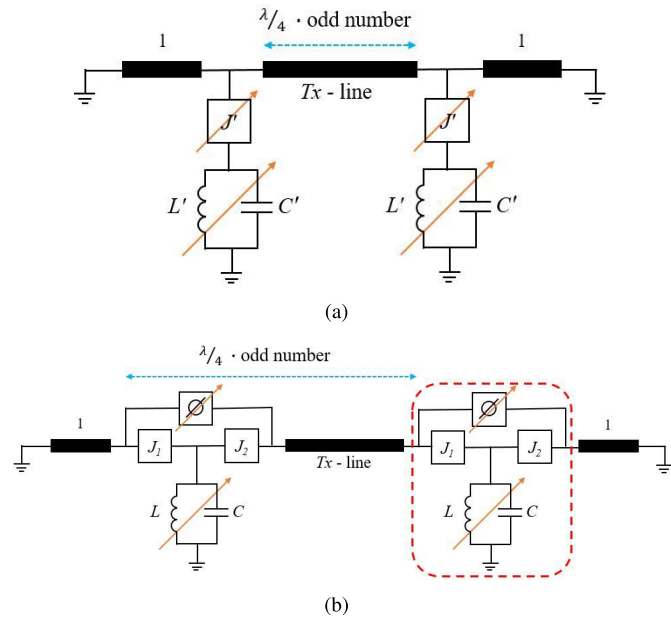 λ/4 · odd number
1
1
Tx - line
J'
J'
L'
C'
L'
C'
(a)
λ/4 · odd number
1
Ø
Ø
1
J₁
J₂
Tx - line
J₁
J₂
L
C
L
C
(b)